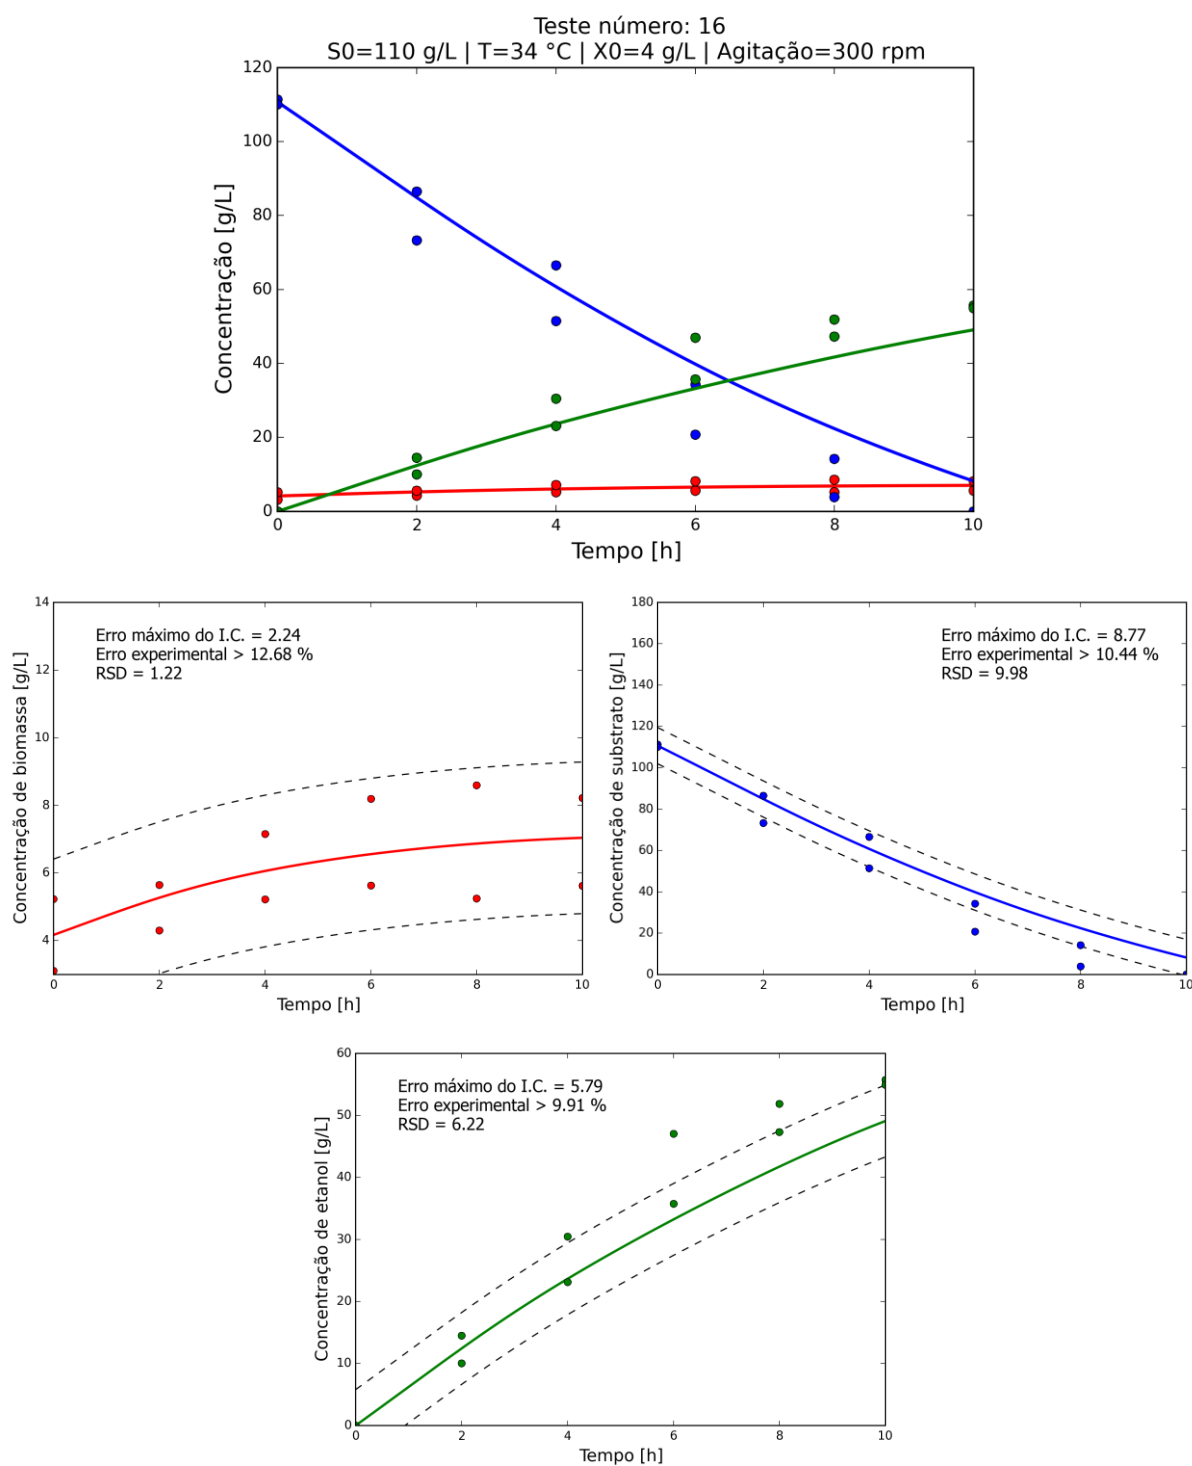 Teste número: 16
S0=110 g/L | T=34 °C | X0=4 g/L | Agitação=300 rpm
120
100
80
60
40
20
0
Concentração [g/L]
0 2 4 6 8 10
Tempo [h]
14
12
10
8
6
4
Concentração de biomassa [g/L]
Erro máximo do I.C. = 2.24
Erro experimental > 12.68 %
RSD = 1.22
0 2 4 6 8 10
Tempo [h]
180
160
140
120
100
80
60
40
20
0
Concentração de substrato [g/L]
Erro máximo do I.C. = 8.77
Erro experimental > 10.44 %
RSD = 9.98
0 2 4 6 8 10
Tempo [h]
60
50
40
30
20
10
0
Concentração de etanol [g/L]
Erro máximo do I.C. = 5.79
Erro experimental > 9.91 %
RSD = 6.22
0 2 4 6 8 10
Tempo [h]